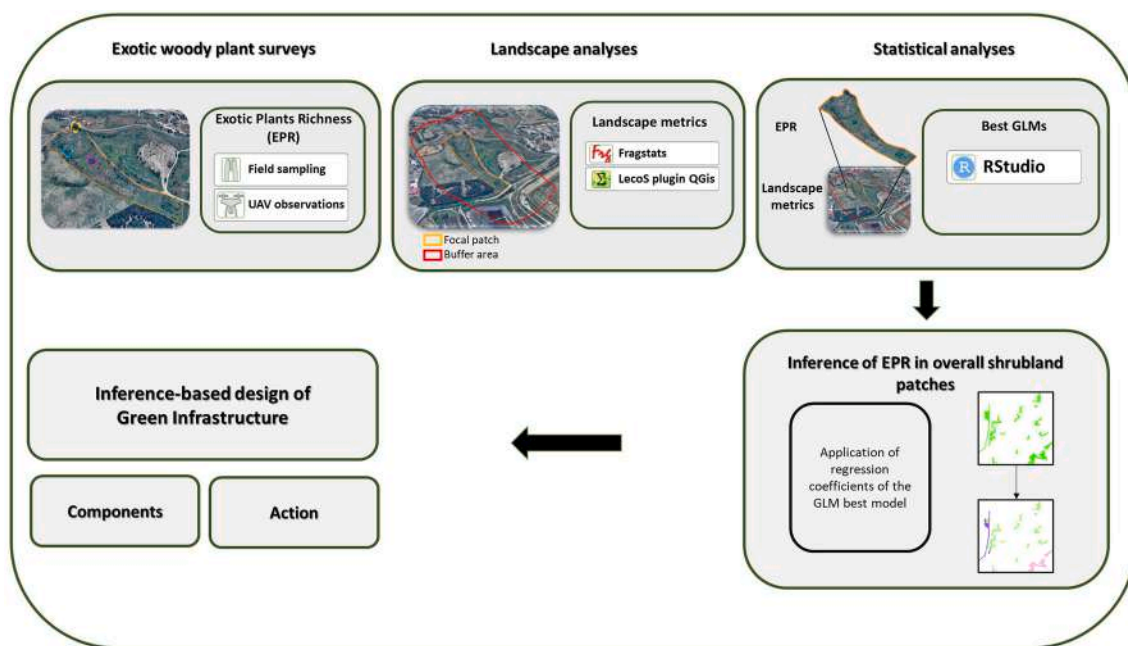 Exotic woody plant surveys
Landscape analyses
Statistical analyses
Exotic Plants Richness
(EPR)
Field sampling
UAV observations
Landscape metrics
Frg
Fragstats
LecoS plugin QGis
Focal patch
Buffer area
EPR
Landscape
metrics
Best GLMs
R
RStudio
Inference of EPR in overall shrubland
patches
Application of
regression
coefficients of the
GLM best model
Inference-based design of
Green Infrastructure
Components
Action